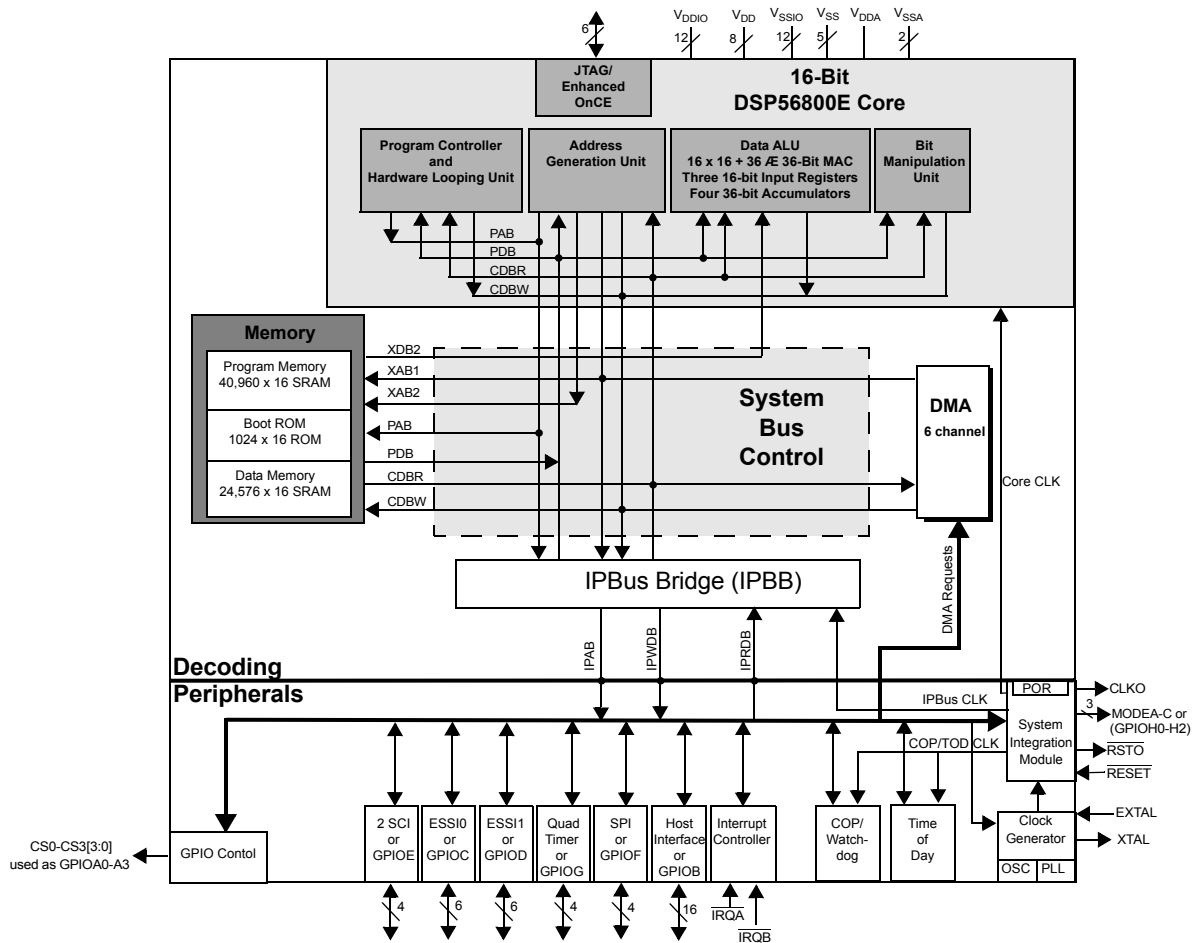 V_DDIO V_DD V_SSIO V_SS V_DDA V_SSA
6 12 8 12 5 2
JTAG/
Enhanced
OnCE
16-Bit
DSP56800E Core
Program Controller
and
Hardware Looping Unit
Address
Generation Unit
Data ALU
16 x 16 + 36 Æ 36-Bit MAC
Three 16-bit Input Registers
Four 36-bit Accumulators
Bit
Manipulation
Unit
PAB
PDB
CDBR
CDBW
Memory
Program Memory
40,960 x 16 SRAM
Boot ROM
1024 x 16 ROM
Data Memory
24,576 x 16 SRAM
XDB2
XAB1
XAB2
PAB
PDB
CDBR
CDBW
System
Bus
Control
DMA
6 channel
Core CLK
IPBus Bridge (IPBB)
DMA Requests
IPAB
IPWDB
IPRDB
Decoding
Peripherals
IPBus CLK
COP/TOD CLK
POR
System
Integration
Module
CLKO
3
MODEA-C or
(GPIOH0-H2)
RSTO
RESET
EXTAL
XTAL
Clock
Generator
OSC PLL
CS0-CS3[3:0]
used as GPIOA0-A3
GPIO Contol
2 SCI
or
GPIOE
ESSI0
or
GPIOC
ESSI1
or
GPIOD
Quad
Timer
or
GPIOG
SPI
or
GPIOF
Host
Interface
or
GPIOB
Interrupt
Controller
COP/
Watch-
dog
Time
of
Day
4 6 6 4 4 16
IRQA
IRQB